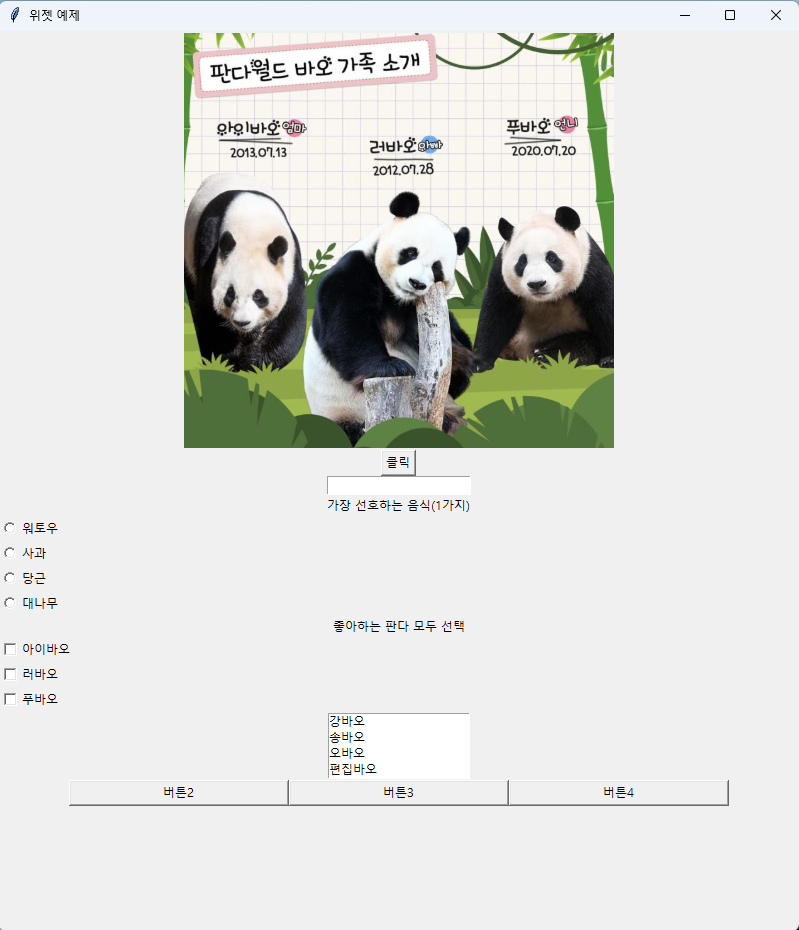 위젯 예제
판다월드 바오 가족 소개
아이바오 엄마
2013.07.13
러바오 아빠
2012.07.28
푸바오 언니
2020.07.20
클릭
가장 선호하는 음식(1가지)
워토우
사과
당근
대나무
좋아하는 판다 모두 선택
아이바오
러바오
푸바오
강바오
송바오
오바오
편집바오
버튼2
버튼3
버튼4